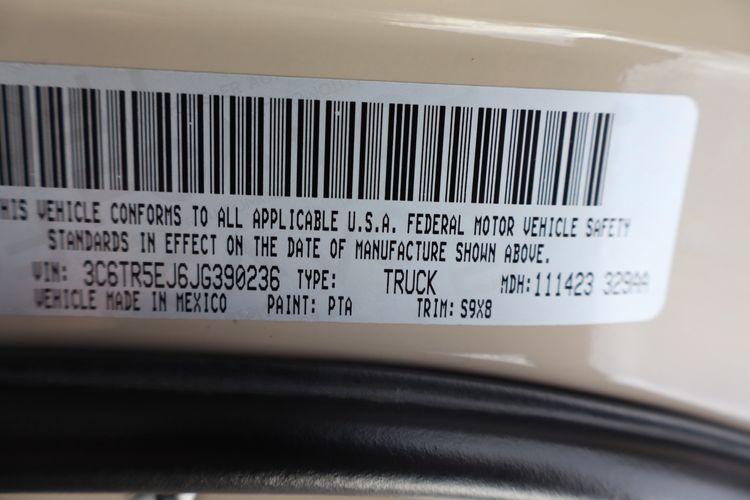 HIS VEHICLE CONFORMS TO ALL APPLICABLE U.S.A. FEDERAL MOTOR VEHICLE SAFETY
STANDARDS IN EFFECT ON THE DATE OF MANUFACTURE SHOWN ABOVE.
VIN: 3C6TR5EJ6JG390236 TYPE: TRUCK MDH:111423 329AA
VEHICLE MADE IN MEXICO PAINT: PTA TRIM: S9X8